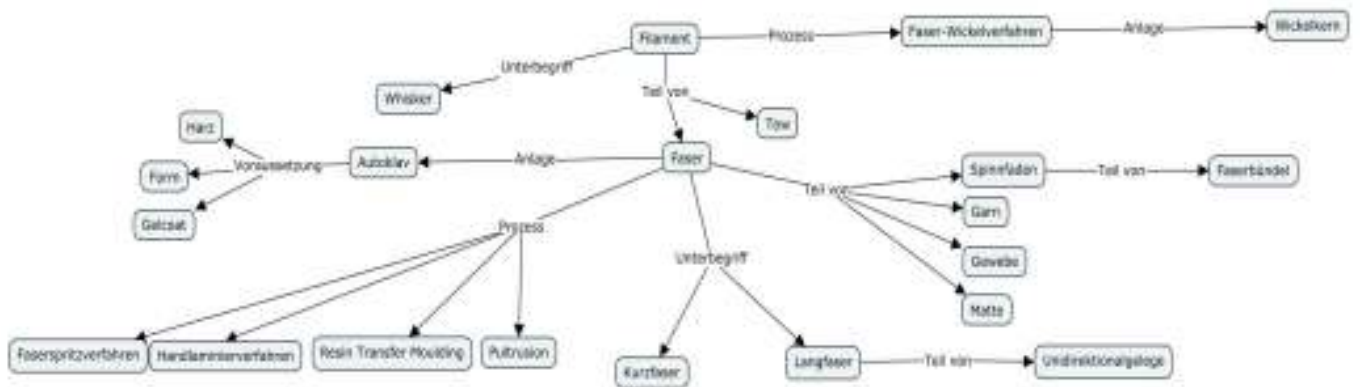 Wickelkern
Filament
Prozess
Faser-Wickelverfahren
Anlage
Unterbegriff
Whisker
Teil von
Tow
Harz
Voraussetzung
Autoklav
Anlage
Faser
Form
Gelcoat
Teil von
Spinnfaden
Teil von
Faserbündel
Garn
Gewebe
Matte
Prozess
Unterbegriff
Faserspritzverfahren
Handlaminierverfahren
Resin Transfer Moulding
Pultrusion
Kurzfaser
Langfaser
Teil von
Unidirektionalgelege